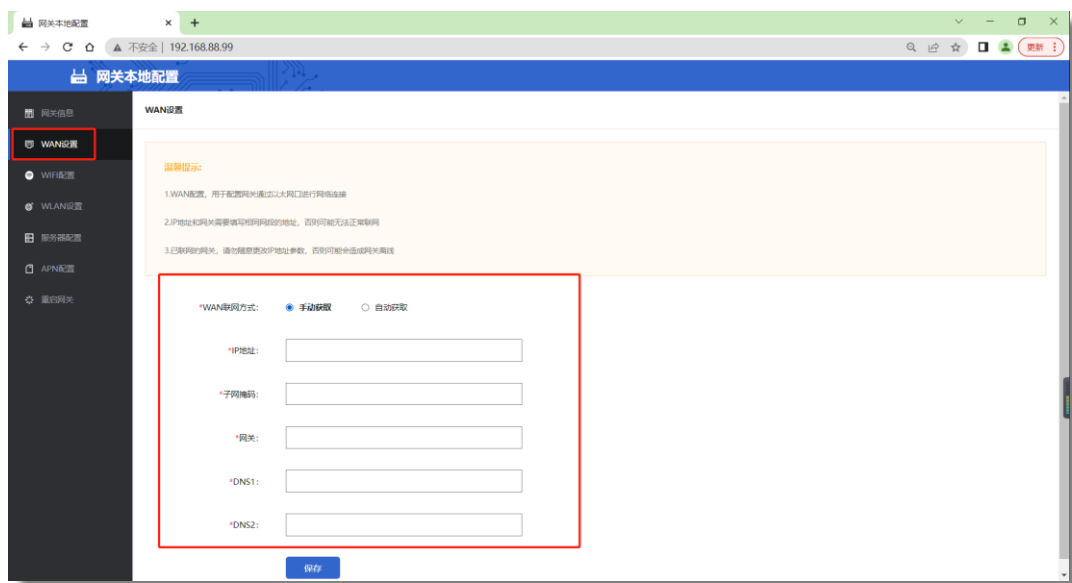 网关本地配置
不安全 | 192.168.88.99
更新
网关本地配置
网关信息
WAN设置
WIFI配置
WLAN设置
服务器配置
APN配置
重启网关
WAN设置
温馨提示:
1.WAN配置，用于配置网关通过以太网口进行网络连接
2.IP地址和网关需要填写相同网段的地址，否则可能无法正常联网
3.已联网的网关，请勿随意更改IP地址参数，否则可能会造成网关离线
*WAN联网方式: 手动获取 自动获取
*IP地址:
*子网掩码:
*网关:
*DNS1:
*DNS2:
保存